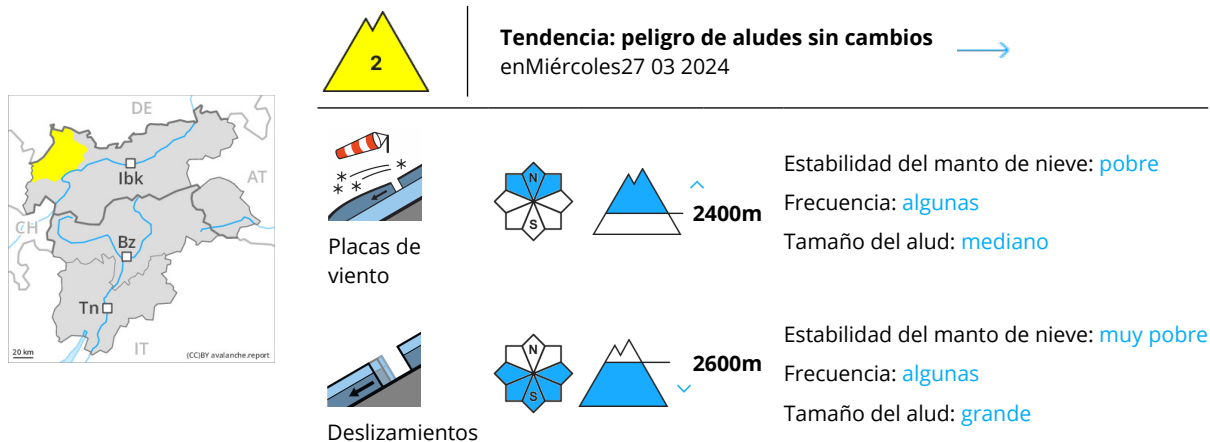 2
Tendencia: peligro de aludes sin cambios
enMiércoles27 03 2024
DE
Ibk
AT
CH
Bz
Tn
IT
20 km
(CC)BY avalanche.report
Placas de
viento
N
S
2400m
Estabilidad del manto de nieve: pobre
Frecuencia: algunas
Tamaño del alud: mediano
Deslizamientos
N
S
2600m
Estabilidad del manto de nieve: muy pobre
Frecuencia: algunas
Tamaño del alud: grande